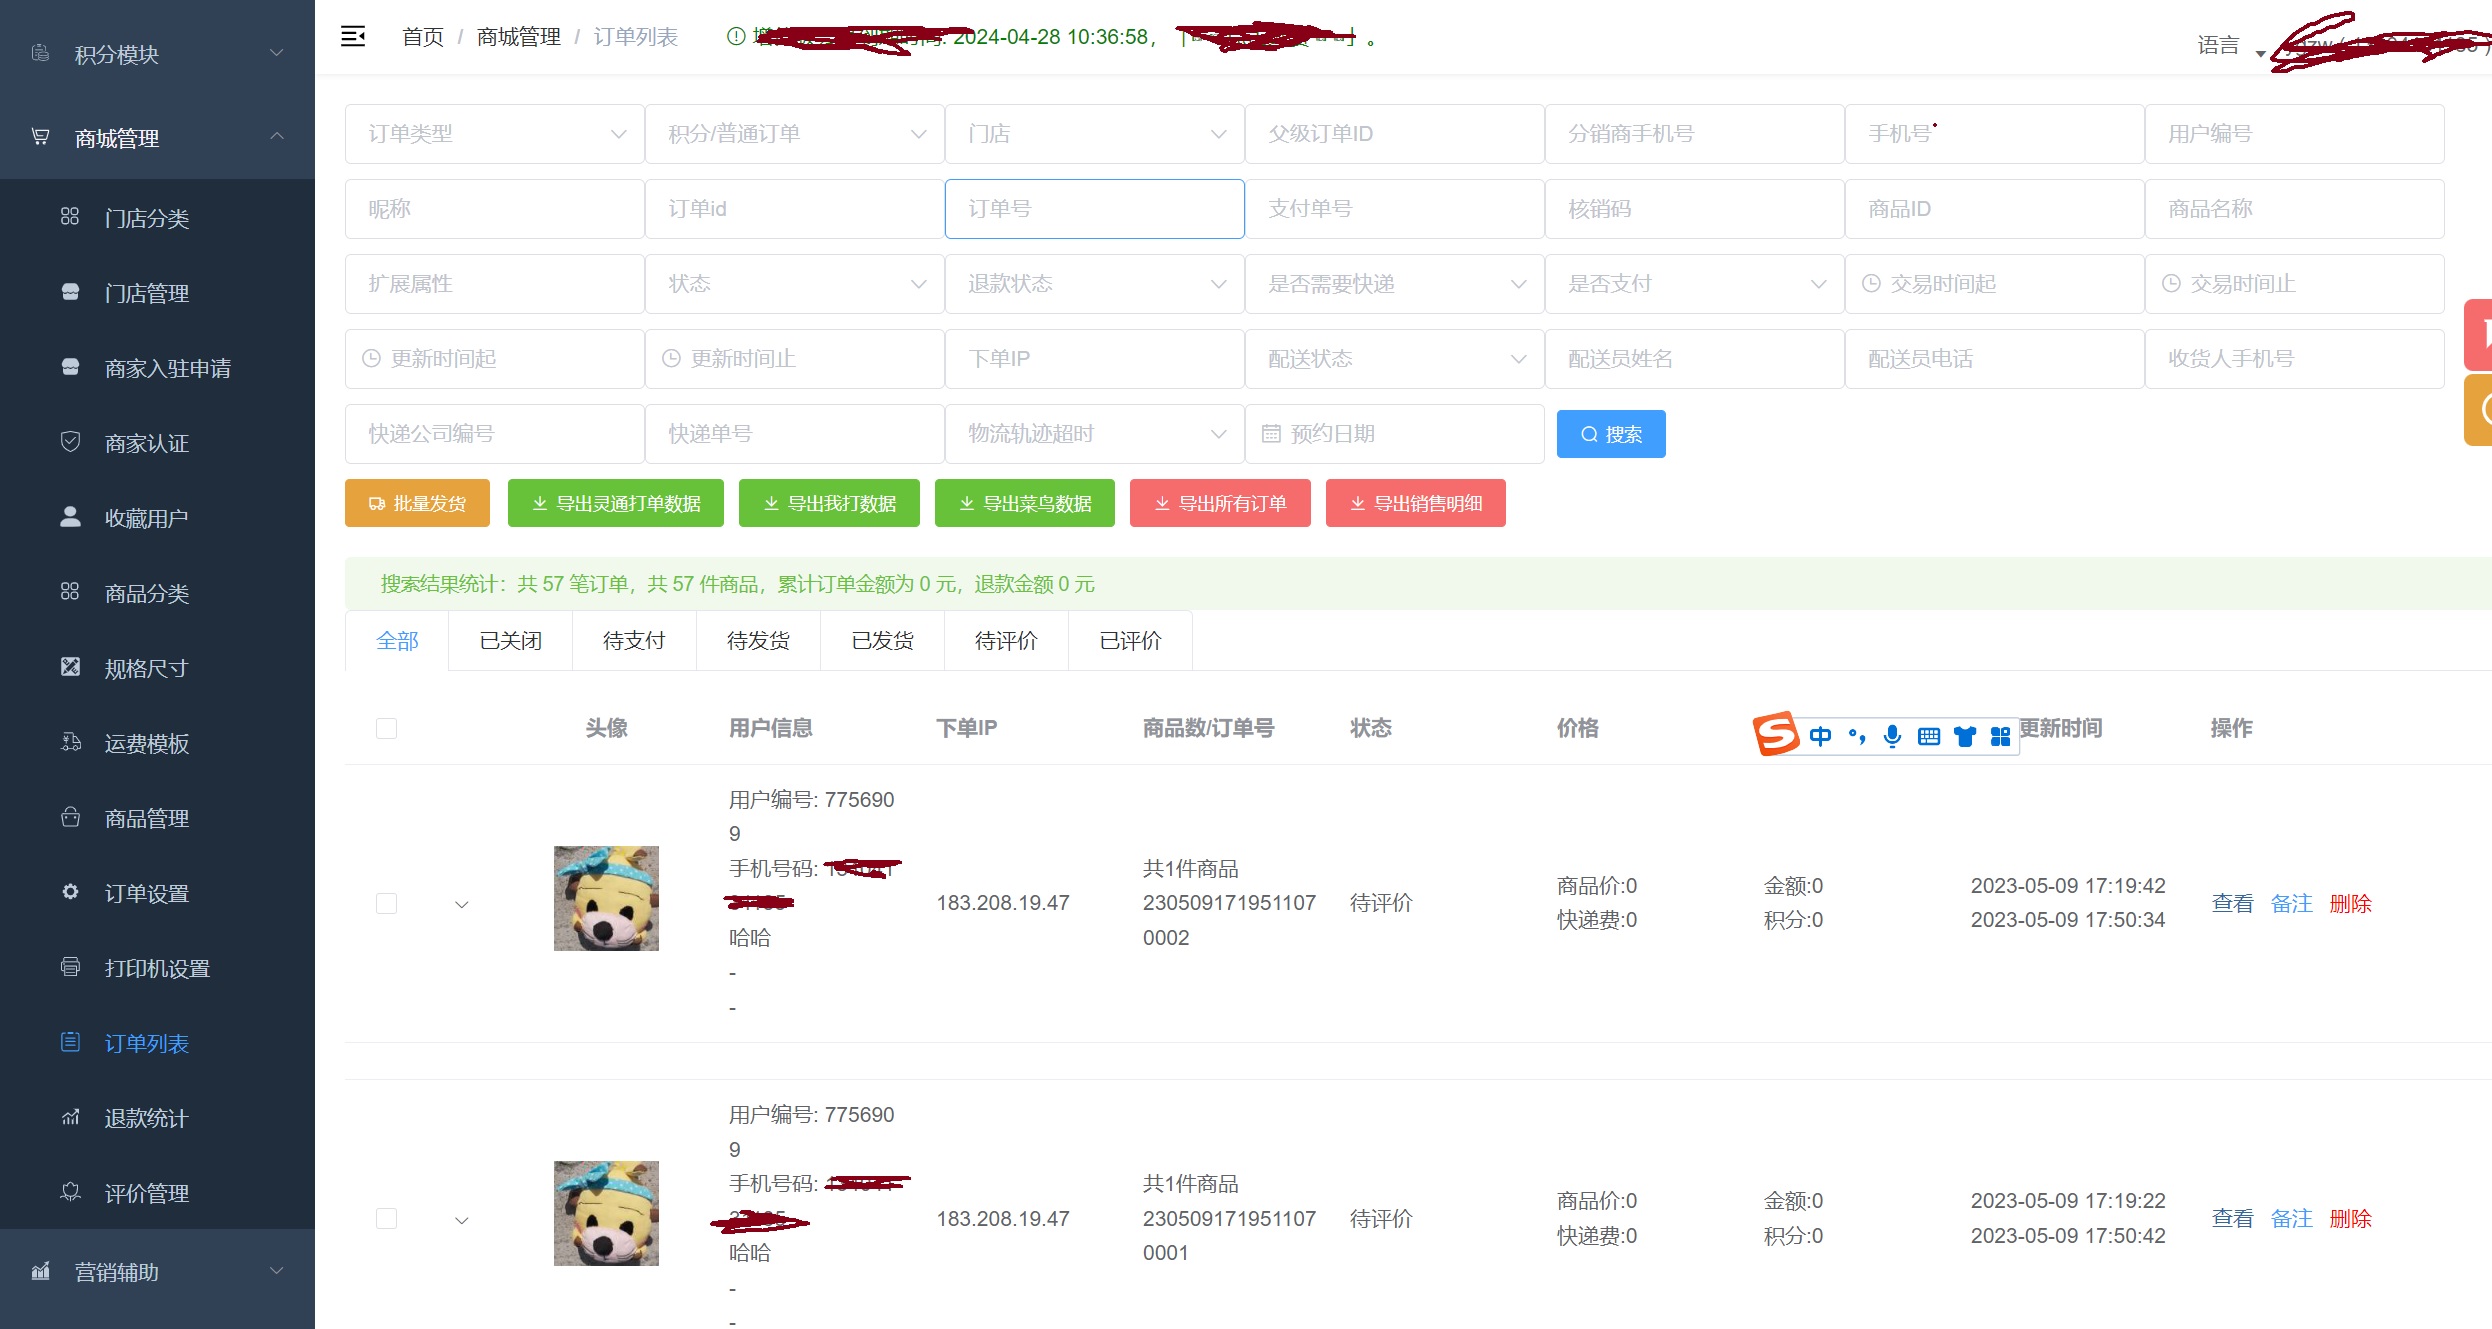 积分模块
商城管理
门店分类
门店管理
商家入驻申请
商家认证
收藏用户
商品分类
规格尺寸
运费模板
商品管理
订单设置
打印机设置
订单列表
退款统计
评价管理
营销辅助
首页 / 商城管理 / 订单列表
2024-04-28 10:36:58，
语言
订单类型 积分/普通订单 门店 父级订单ID 分销商手机号 手机号 用户编号
昵称 订单id 订单号 支付单号 核销码 商品ID 商品名称
扩展属性 状态 退款状态 是否需要快递 是否支付 交易时间起 交易时间止
更新时间起 更新时间止 下单IP 配送状态 配送员姓名 配送员电话 收货人手机号
快递公司编号 快递单号 物流轨迹超时 预约日期 搜索
批量发货 导出灵通打单数据 导出我打数据 导出菜鸟数据 导出所有订单 导出销售明细
搜索结果统计：共 57 笔订单，共 57 件商品，累计订单金额为 0 元，退款金额 0 元
全部 已关闭 待支付 待发货 已发货 待评价 已评价
头像 用户信息 下单IP 商品数/订单号 状态 价格 中 更新时间 操作
用户编号: 775690
9
手机号码:
哈哈
-
-
183.208.19.47
共1件商品
230509171951107
0002
待评价
商品价:0
快递费:0
金额:0
积分:0
2023-05-09 17:19:42
2023-05-09 17:50:34
查看 备注 删除
用户编号: 775690
9
手机号码:
哈哈
-
-
183.208.19.47
共1件商品
230509171951107
0001
待评价
商品价:0
快递费:0
金额:0
积分:0
2023-05-09 17:19:22
2023-05-09 17:50:42
查看 备注 删除